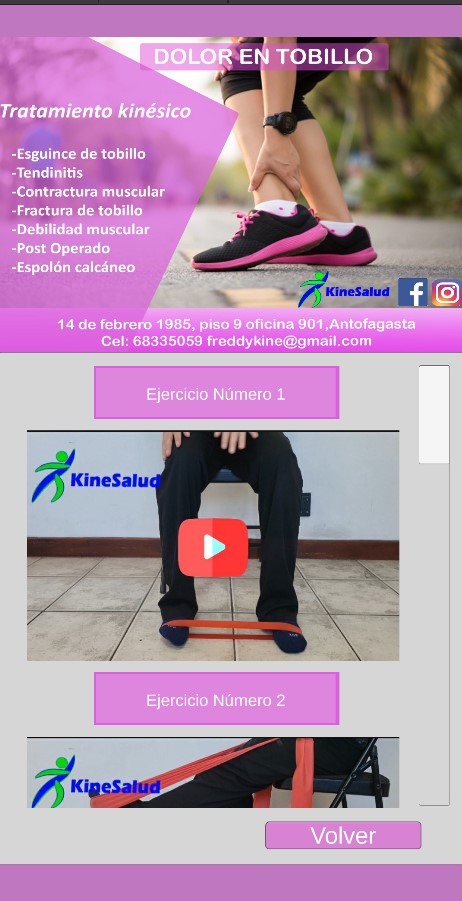 DOLOR EN TOBILLO
Tratamiento kinésico
-Esguince de tobillo
-Tendinitis
-Contractura muscular
-Fractura de tobillo
-Debilidad muscular
-Post Operado
-Espolón calcáneo
KineSalud
14 de febrero 1985, piso 9 oficina 901,Antofagasta
Cel: 68335059 freddykine@gmail.com
Ejercicio Número 1
KineSalud
Ejercicio Número 2
KineSalud
Volver